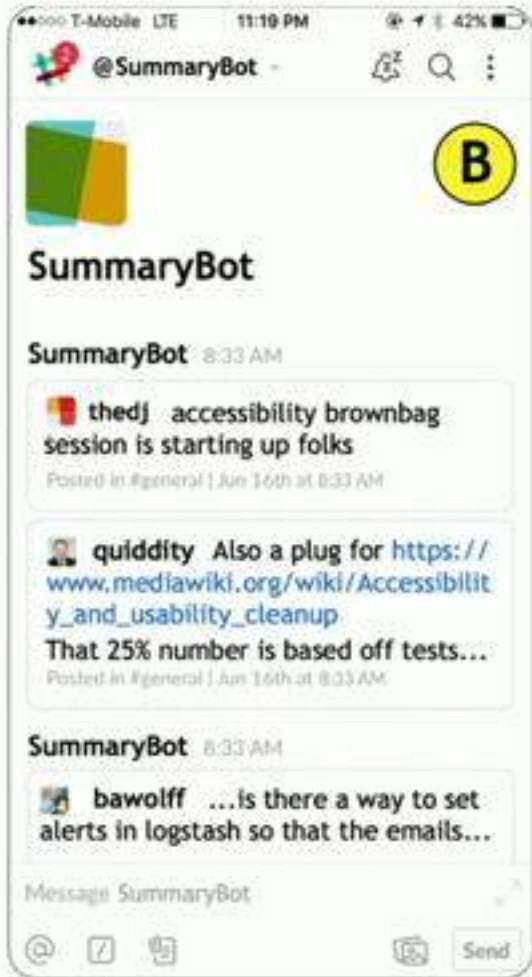 T-Mobile LTE 11:19 PM 42%
2
@SummaryBot
B
SummaryBot
SummaryBot 8:33 AM
thedj accessibility brownbag
session is starting up folks
Posted in #general | Jun 16th at 8:33 AM
quiddity Also a plug for https://
www.mediawiki.org/wiki/Accessibilit
y_and_usability_cleanup
That 25% number is based off tests...
Posted in #general | Jun 16th at 8:33 AM
SummaryBot 8:33 AM
bawolff ...is there a way to set
alerts in logstash so that the emails...
Message SummaryBot
Send